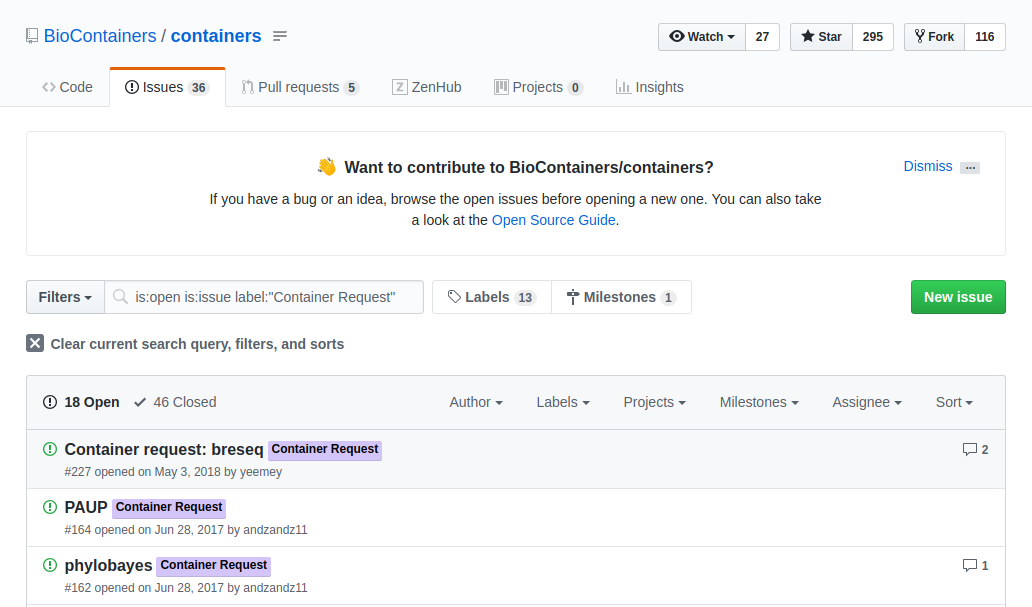 BioContainers / containers
Watch 27 Star 295 Fork 116
Code Issues 36 Pull requests 5 ZenHub Projects 0 Insights
Want to contribute to BioContainers/containers?
Dismiss ...
If you have a bug or an idea, browse the open issues before opening a new one. You can also take
a look at the Open Source Guide.
Filters is:open is:issue label:"Container Request" Labels 13 Milestones 1 New issue
Clear current search query, filters, and sorts
18 Open 46 Closed Author Labels Projects Milestones Assignee Sort
Container request: breseq Container Request 2
#227 opened on May 3, 2018 by yeemey
PAUP Container Request
#164 opened on Jun 28, 2017 by andzandz11
phylobayes Container Request 1
#162 opened on Jun 28, 2017 by andzandz11